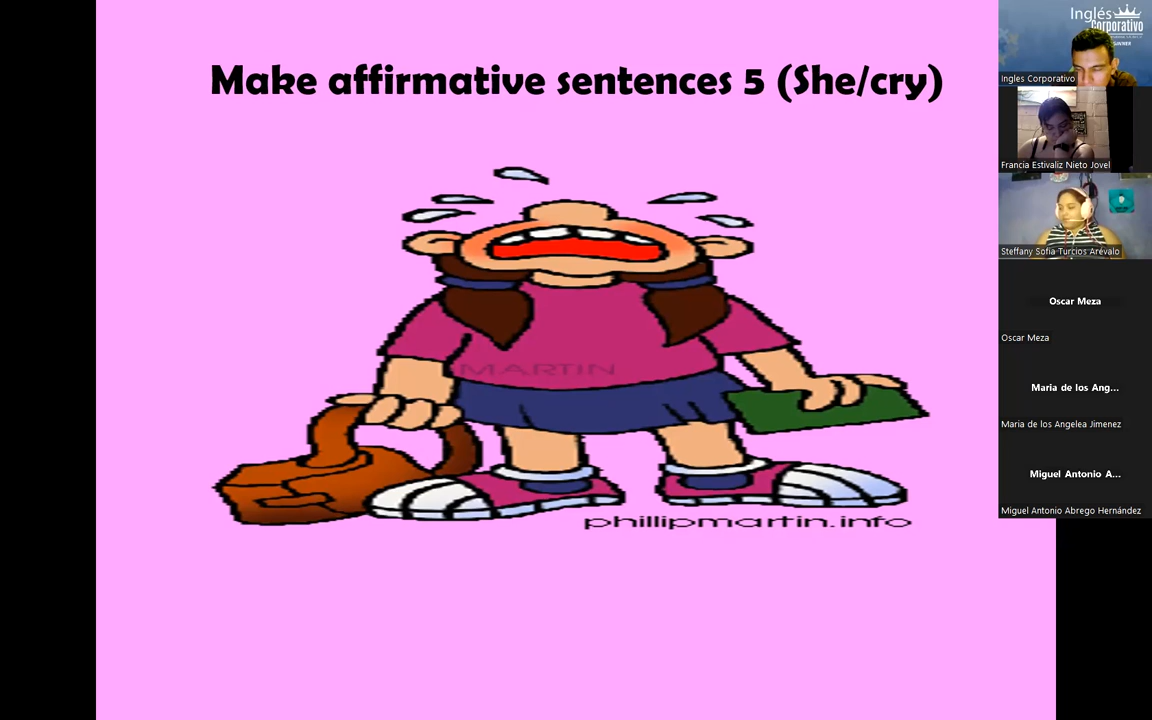 Make affirmative sentences 5 (She/cry)
MARTIN
phillipmartin.info
Inglés
Corporativo
Ingles Corporativo
Francia Estivaliz Nieto Jovel
Steffany Sofia Turcios Arévalo
Oscar Meza
Oscar Meza
Maria de los Ang...
Maria de los Angelea Jimenez
Miguel Antonio A...
Miguel Antonio Abrego Hernández